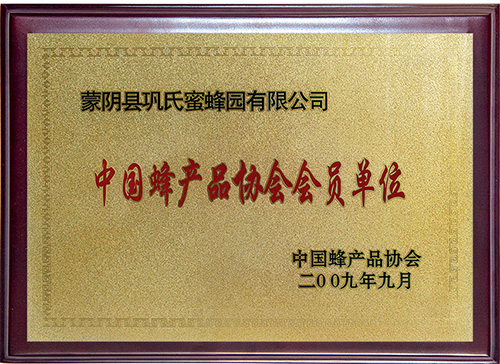 蒙阴县巩氏蜜蜂园有限公司
中国蜂产品协会会员单位
中国蜂产品协会
二00九年九月